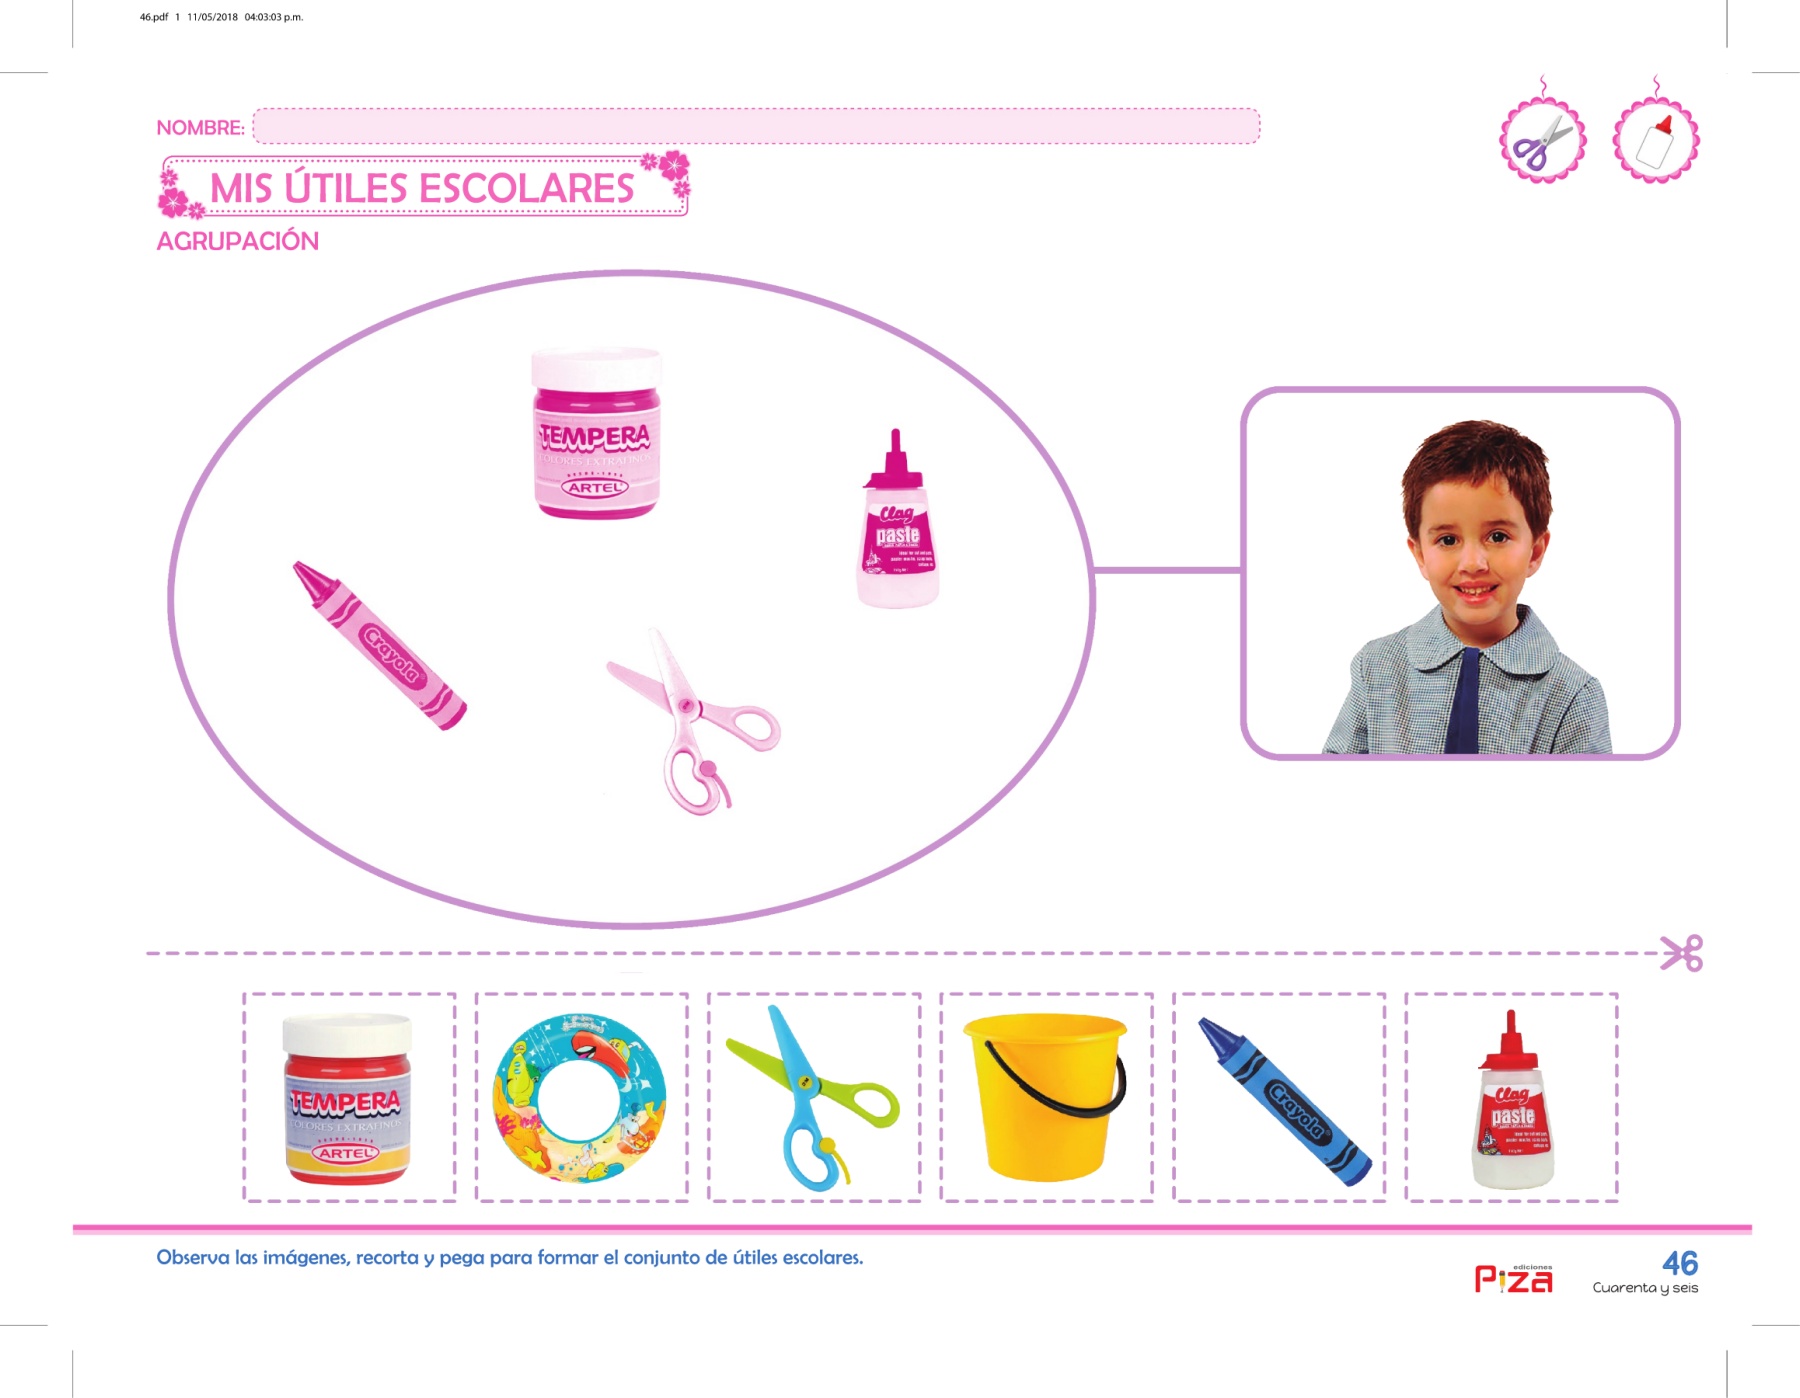 46.pdf 1 11/05/2018 04:03:03 p.m.
NOMBRE:
MIS ÚTILES ESCOLARES
AGRUPACIÓN
TEMPERA
COLORES EXTRAFINOS
ARTEL
Clag
paste
Crayola
TEMPERA
COLORES EXTRAFINOS
ARTEL
Crayola
Clag
paste
Observa las imágenes, recorta y pega para formar el conjunto de útiles escolares.
ediciones
Piza
46
Cuarenta y seis